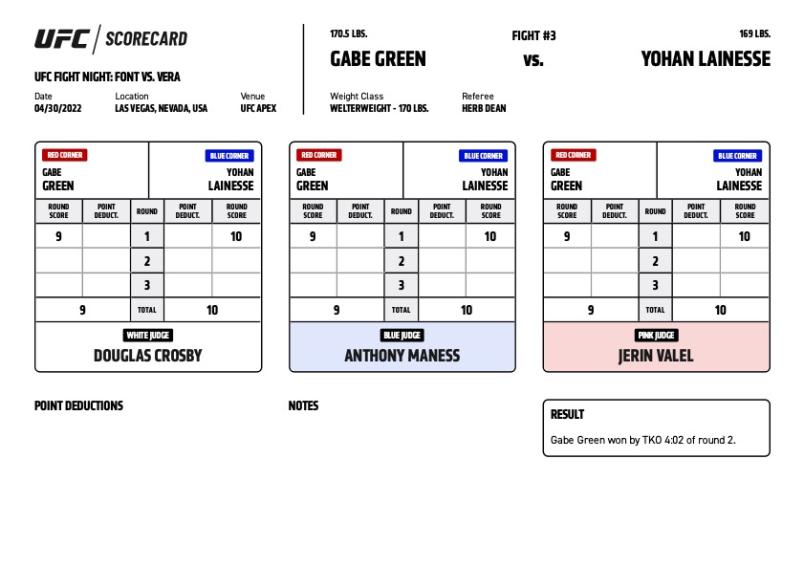 UFC / SCORECARD
UFC FIGHT NIGHT: FONT VS. VERA
Date Location Venue
04/30/2022 LAS VEGAS, NEVADA, USA UFC APEX
170.5 LBS. FIGHT #3 169 LBS.
GABE GREEN VS. YOHAN LAINESSE
Weight Class Referee
WELTERWEIGHT - 170 LBS. HERB DEAN
RED CORNER BLUE CORNER
GABE YOHAN
GREEN LAINESSE
ROUND SCORE POINT DEDUCT. ROUND POINT DEDUCT. ROUND SCORE
9 1 10
2
3
9 TOTAL 10
WHITE JUDGE
DOUGLAS CROSBY
RED CORNER BLUE CORNER
GABE YOHAN
GREEN LAINESSE
ROUND SCORE POINT DEDUCT. ROUND POINT DEDUCT. ROUND SCORE
9 1 10
2
3
9 TOTAL 10
BLUE JUDGE
ANTHONY MANESS
RED CORNER BLUE CORNER
GABE YOHAN
GREEN LAINESSE
ROUND SCORE POINT DEDUCT. ROUND POINT DEDUCT. ROUND SCORE
9 1 10
2
3
9 TOTAL 10
PINK JUDGE
JERIN VALEL
POINT DEDUCTIONS
NOTES
RESULT
Gabe Green won by TKO 4:02 of round 2.